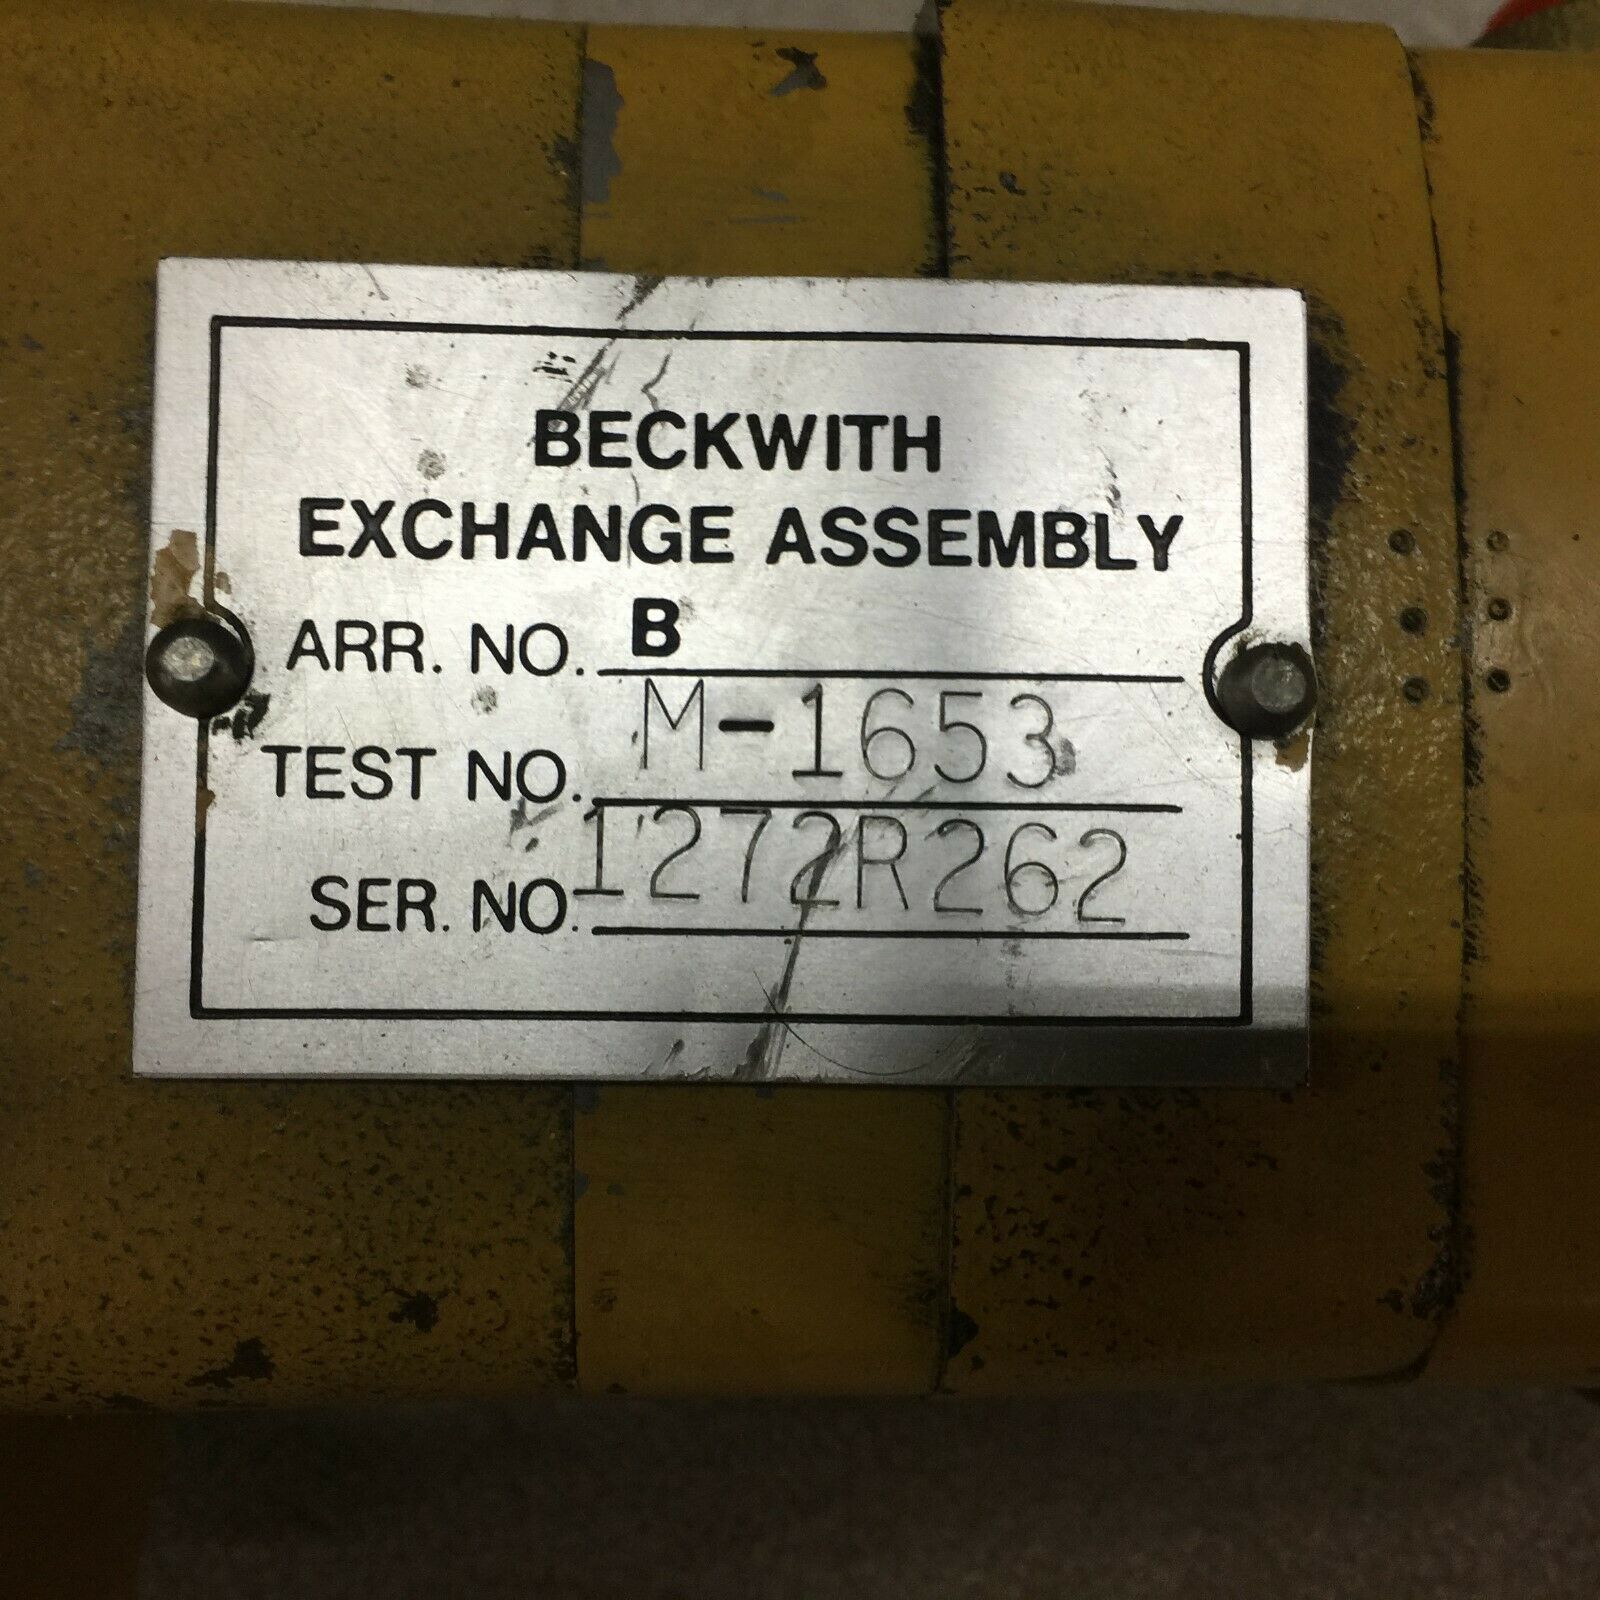 BECKWITH
EXCHANGE ASSEMBLY
ARR. NO. B
TEST NO. M-1653
SER. NO. 1272R262